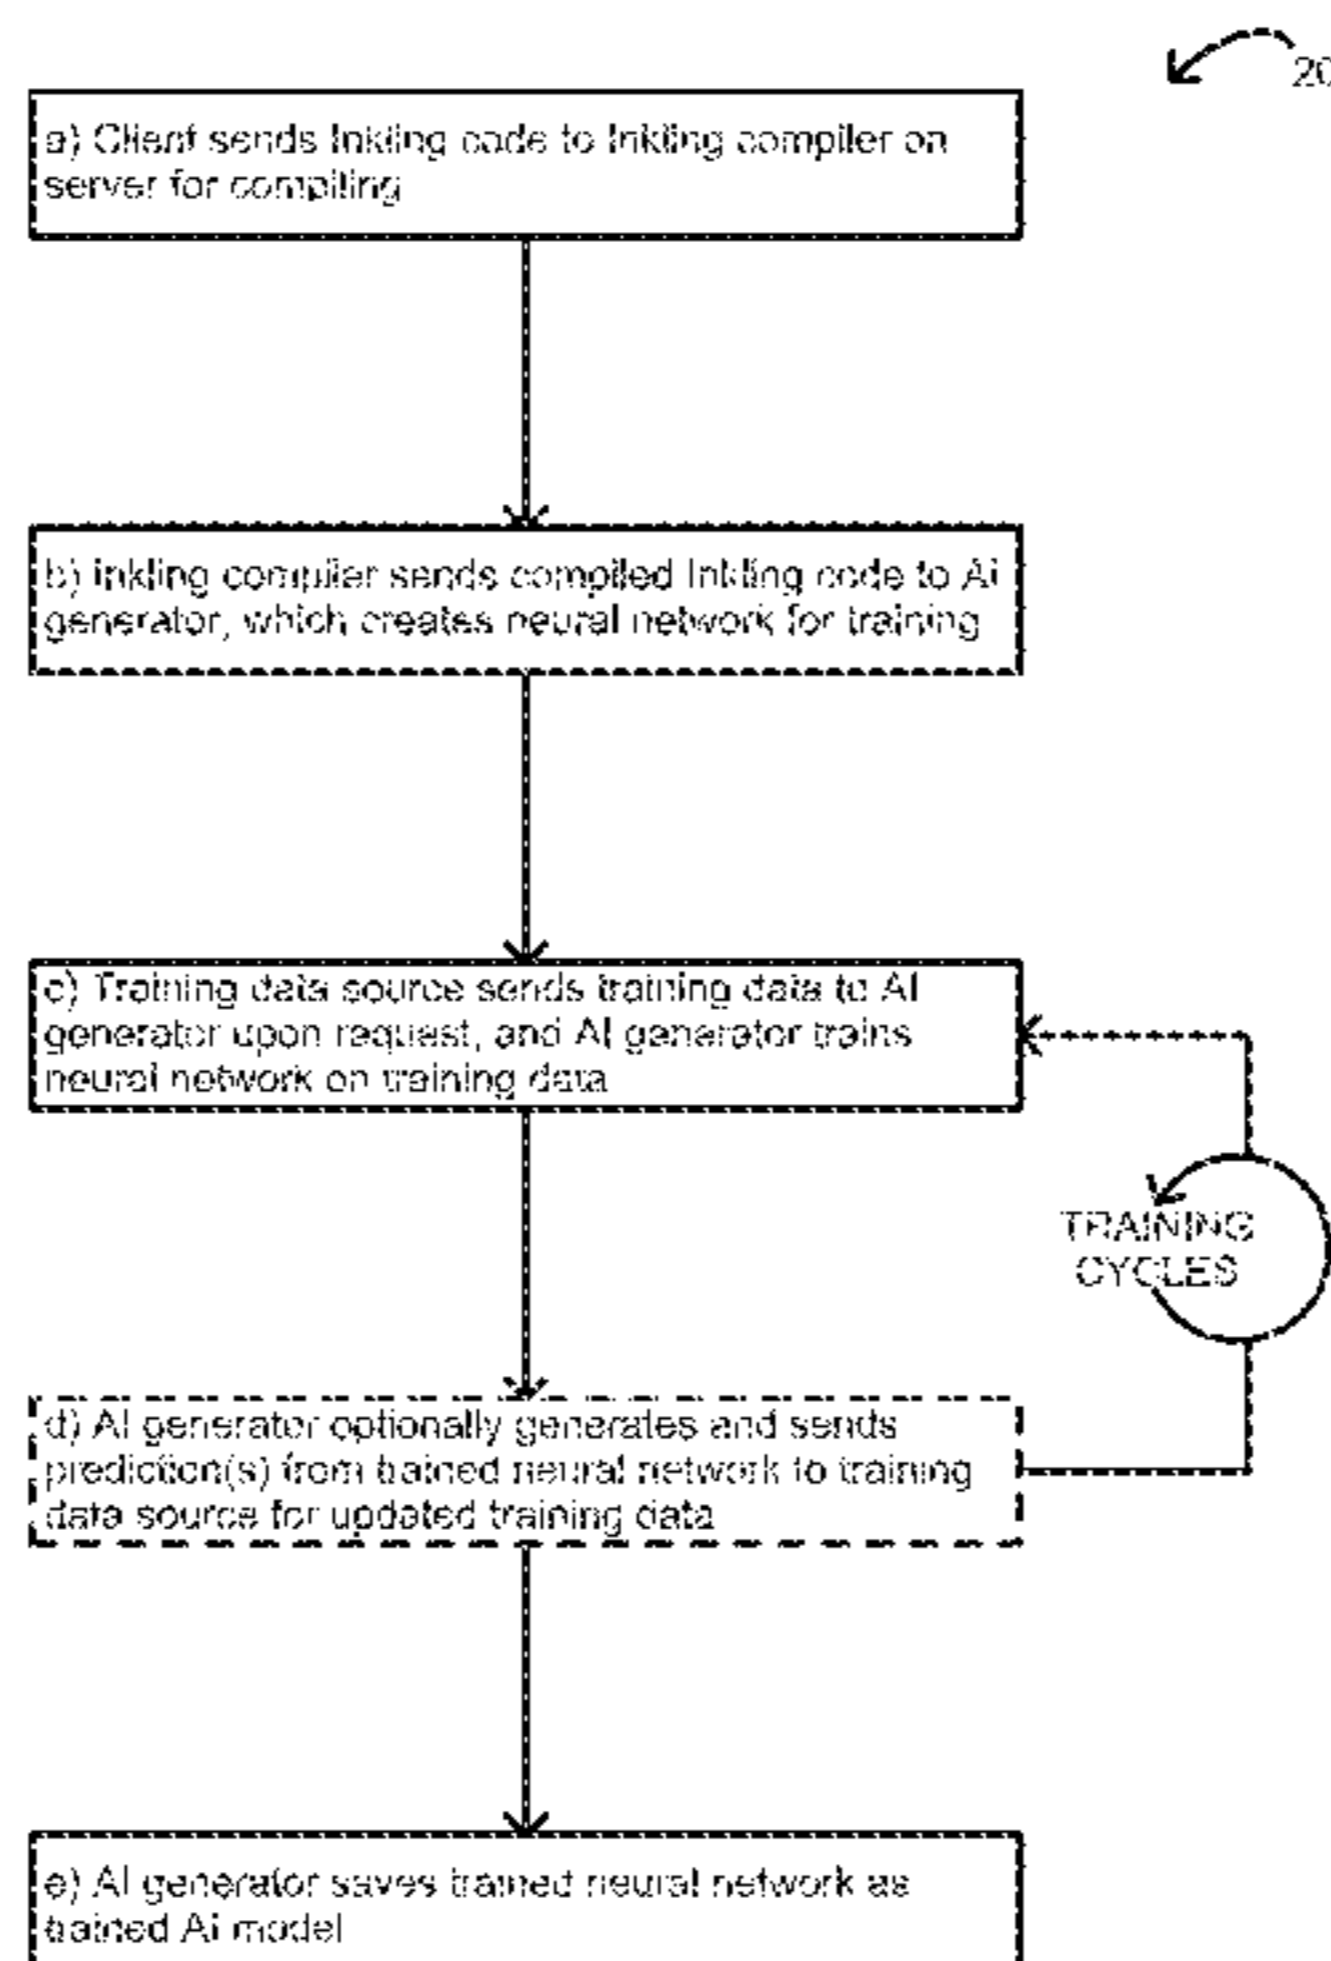 20
a) Client sends Inkling code to Inkling compiler on
server for compiling
b) Inkling compiler sends compiled Inkling code to AI
generator, which creates neural network for training
c) Training data source sends training data to AI
generator upon request, and AI generator trains
neural network on training data
TRAINING
CYCLES
d) AI generator optionally generates and sends
prediction(s) from trained neural network to training
data source for updated training data
e) AI generator saves trained neural network as
trained AI model